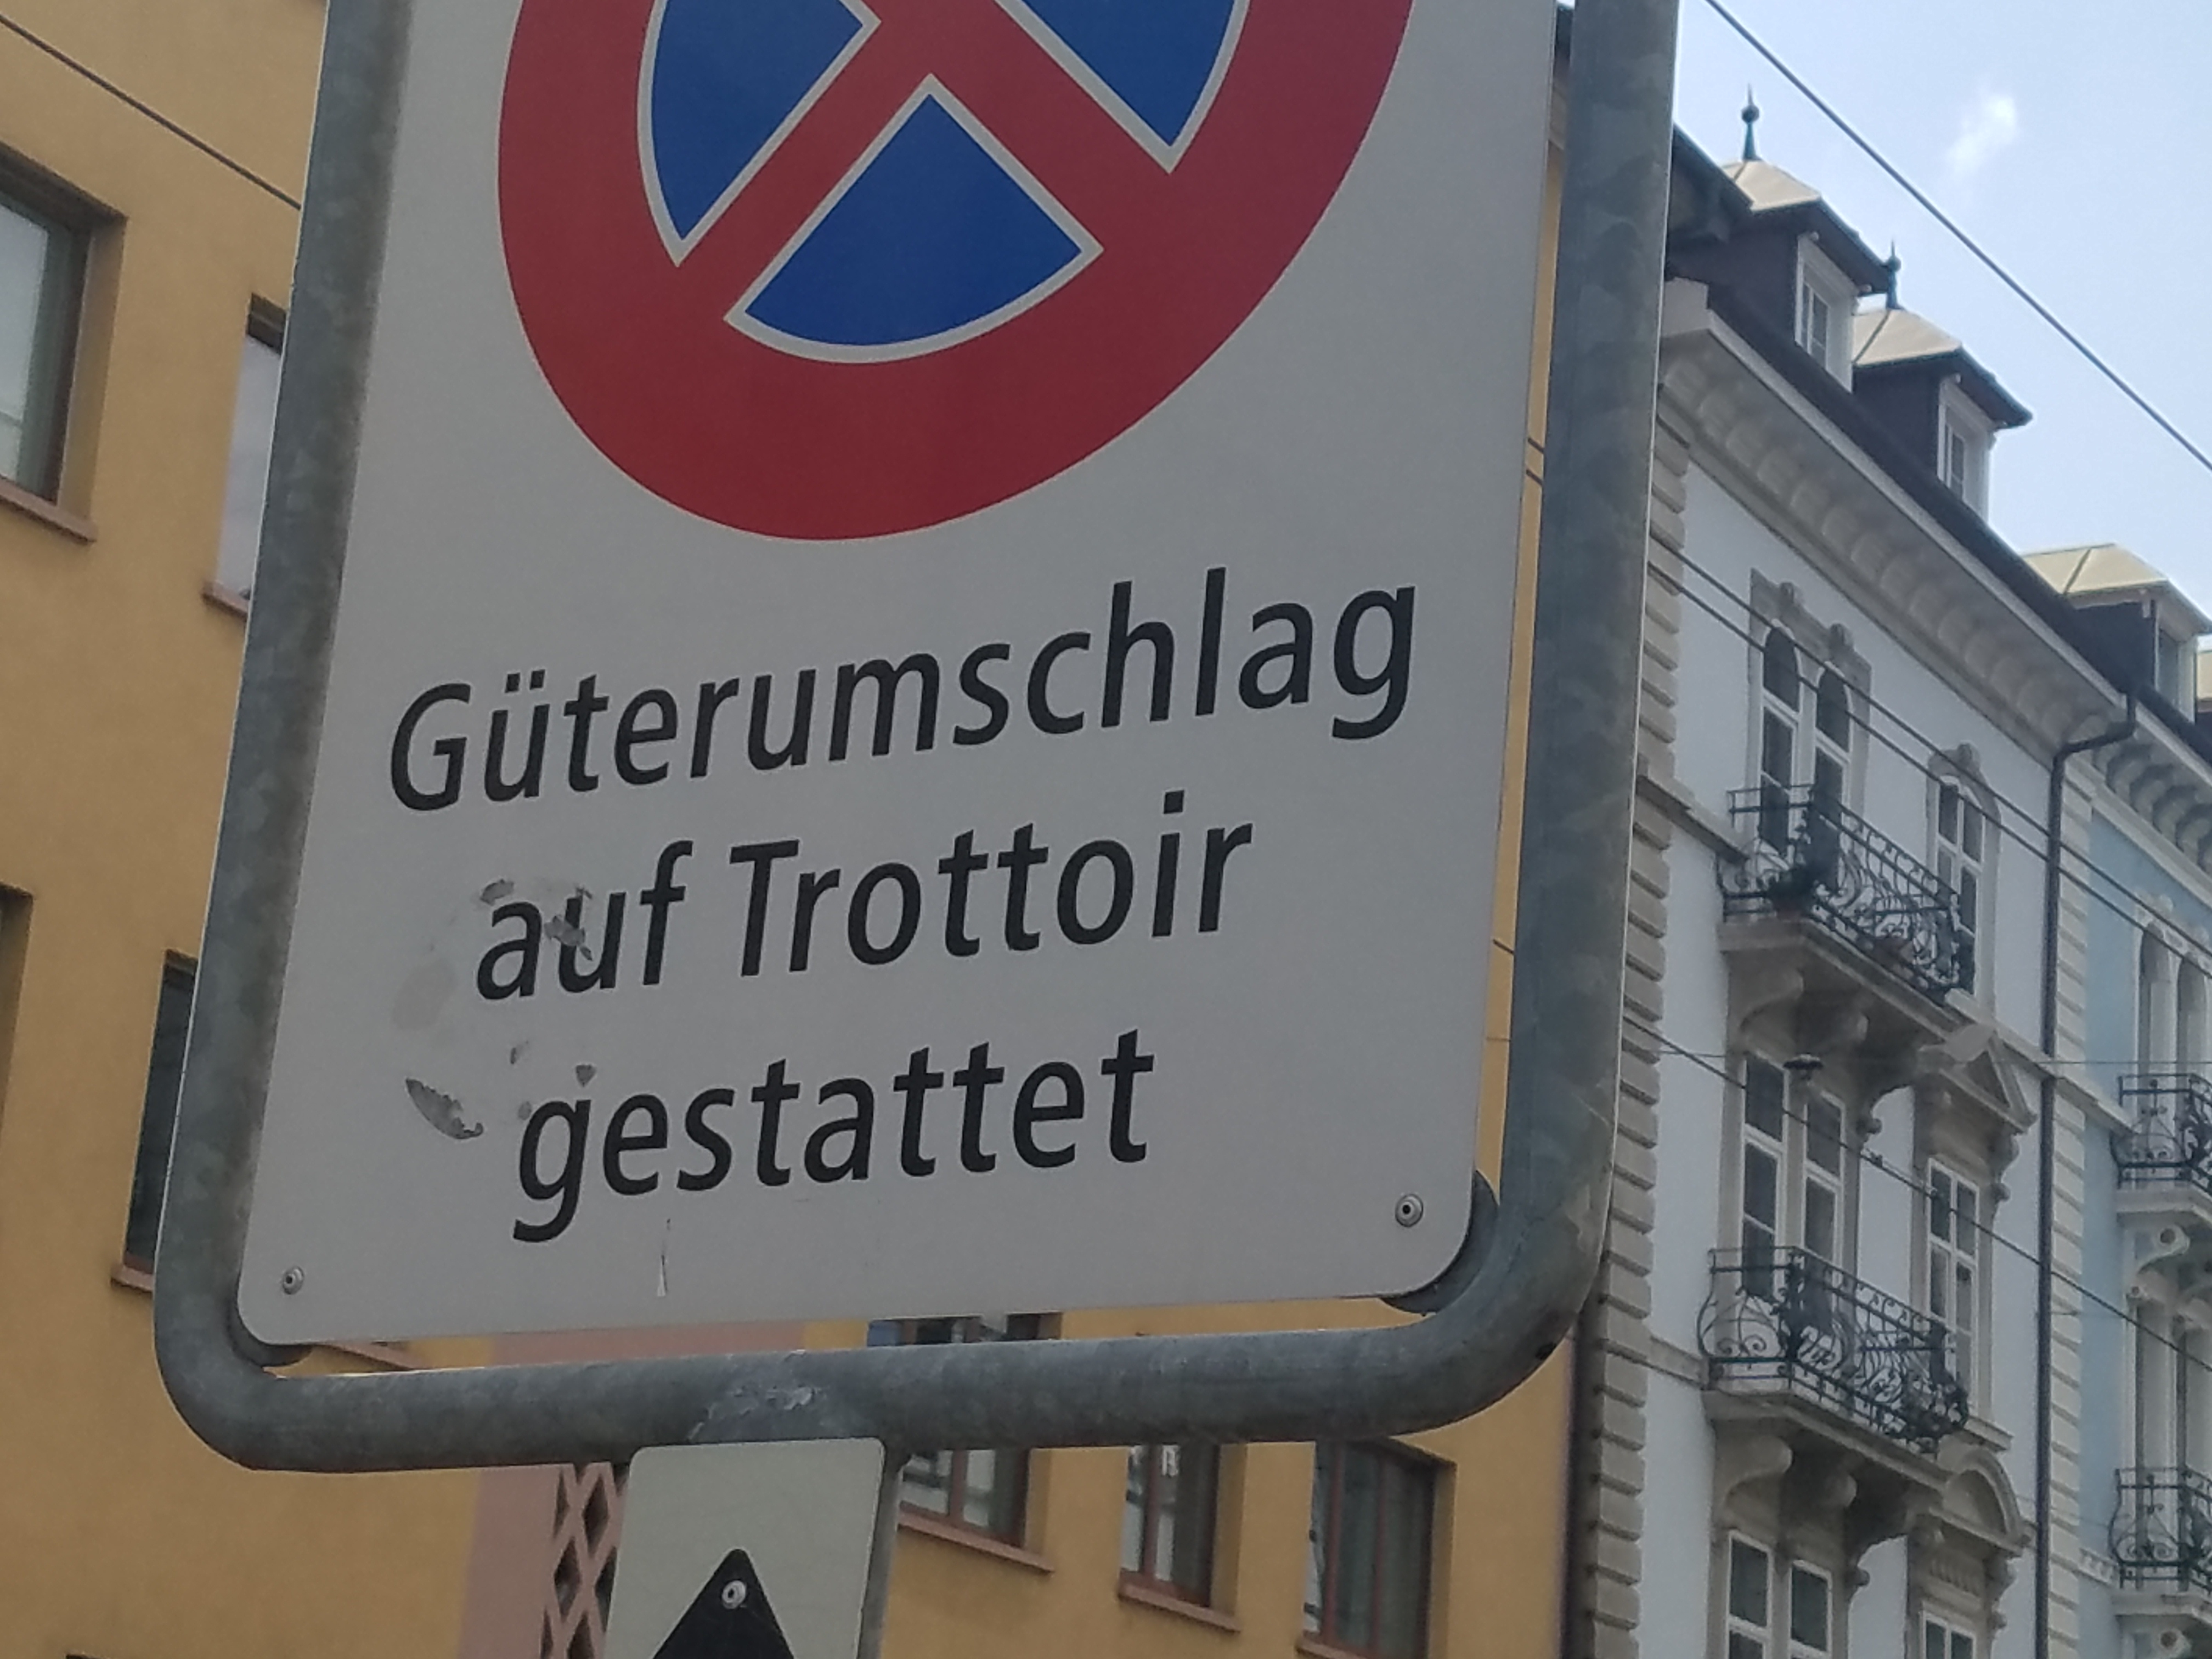 Güterumschlag
auf Trottoir
gestattet